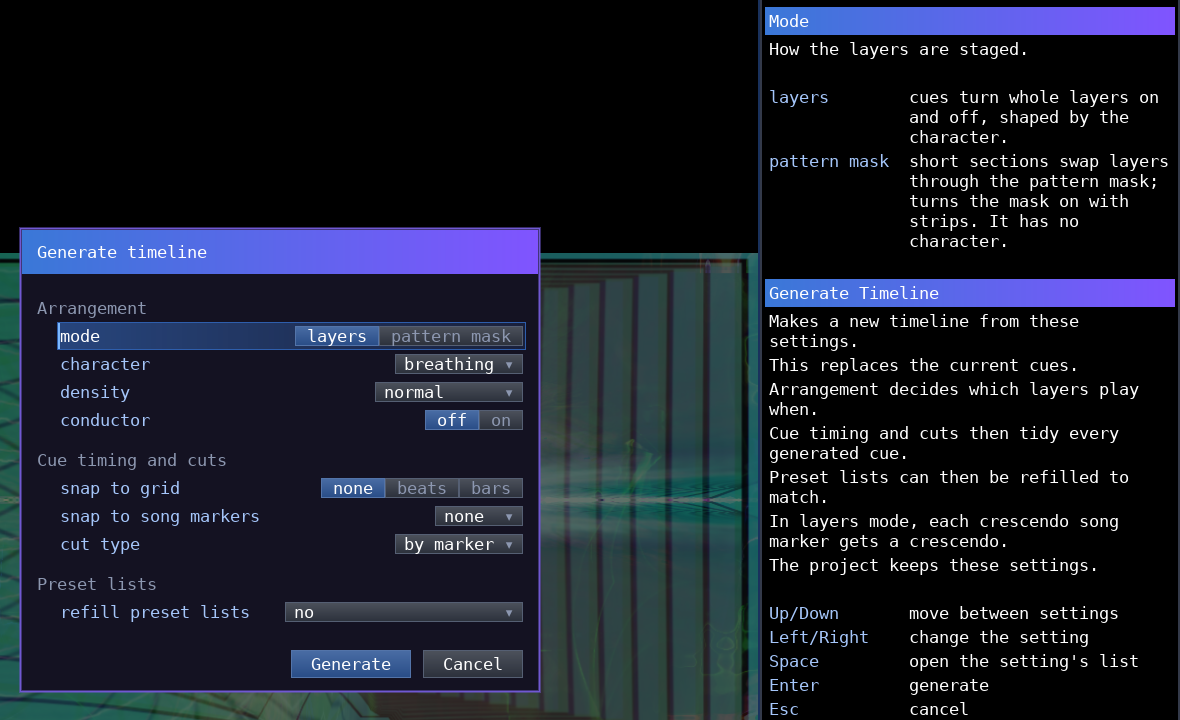 Generate timeline
Arrangement
mode layers pattern mask
character breathing ▼
density normal ▼
conductor off on
Cue timing and cuts
snap to grid none beats bars
snap to song markers none ▼
cut type by marker ▼
Preset lists
refill preset lists no ▼
Generate Cancel
Mode
How the layers are staged.
layers cues turn whole layers on
and off, shaped by the
character.
pattern mask short sections swap layers
through the pattern mask;
turns the mask on with
strips. It has no
character.
Generate Timeline
Makes a new timeline from these
settings.
This replaces the current cues.
Arrangement decides which layers play
when.
Cue timing and cuts then tidy every
generated cue.
Preset lists can then be refilled to
match.
In layers mode, each crescendo song
marker gets a crescendo.
The project keeps these settings.
Up/Down move between settings
Left/Right change the setting
Space open the setting's list
Enter generate
Esc cancel